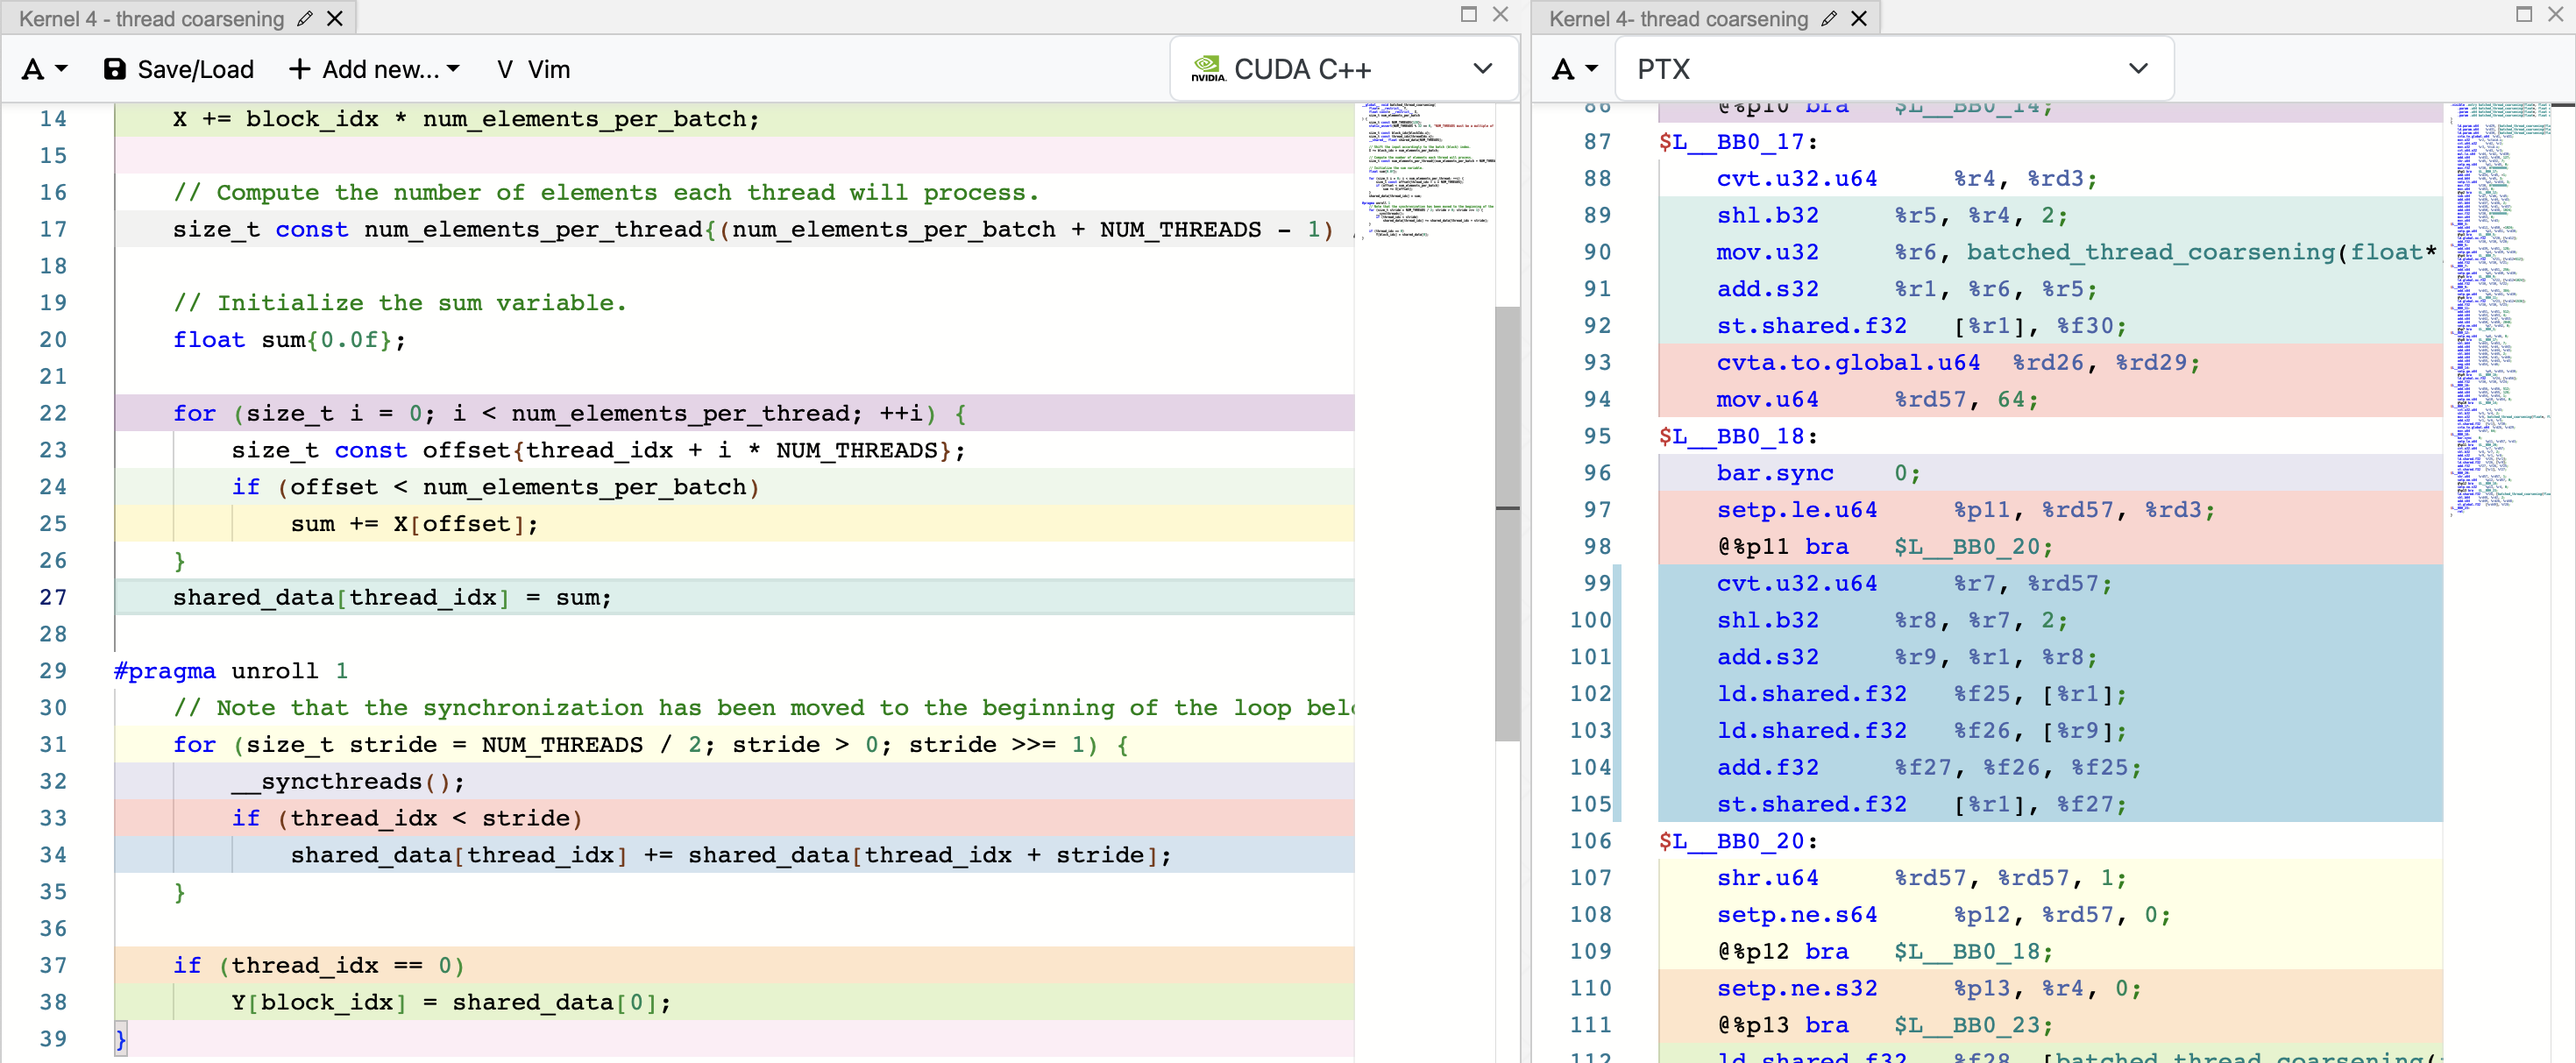 Kernel 4 - thread coarsening
A Save/Load Add new... V Vim
NVIDIA. CUDA C++
14 X += block_idx * num_elements_per_batch;
15
16 // Compute the number of elements each thread will process.
17 size_t const num_elements_per_thread{(num_elements_per_batch + NUM_THREADS - 1)
18
19 // Initialize the sum variable.
20 float sum{0.0f};
21
22 for (size_t i = 0; i < num_elements_per_thread; ++i) {
23 size_t const offset{thread_idx + i * NUM_THREADS};
24 if (offset < num_elements_per_batch)
25 sum += X[offset];
26 }
27 shared_data[thread_idx] = sum;
28
29 #pragma unroll 1
30 // Note that the synchronization has been moved to the beginning of the loop
31 for (size_t stride = NUM_THREADS / 2; stride > 0; stride >>= 1) {
32 __syncthreads();
33 if (thread_idx < stride)
34 shared_data[thread_idx] += shared_data[thread_idx + stride];
35 }
36
37 if (thread_idx == 0)
38 Y[block_idx] = shared_data[0];
39 }
Kernel 4- thread coarsening
A PTX
86 @%p10 bra $L__BB0_14;
87 $L__BB0_17:
88 cvt.u32.u64 %r4, %rd3;
89 shl.b32 %r5, %r4, 2;
90 mov.u32 %r6, batched_thread_coarsening(float*
91 add.s32 %r1, %r6, %r5;
92 st.shared.f32 [%r1], %f30;
93 cvta.to.global.u64 %rd26, %rd29;
94 mov.u64 %rd57, 64;
95 $L__BB0_18:
96 bar.sync 0;
97 setp.le.u64 %p11, %rd57, %rd3;
98 @%p11 bra $L__BB0_20;
99 cvt.u32.u64 %r7, %rd57;
100 shl.b32 %r8, %r7, 2;
101 add.s32 %r9, %r1, %r8;
102 ld.shared.f32 %f25, [%r1];
103 ld.shared.f32 %f26, [%r9];
104 add.f32 %f27, %f26, %f25;
105 st.shared.f32 [%r1], %f27;
106 $L__BB0_20:
107 shr.u64 %rd57, %rd57, 1;
108 setp.ne.s64 %p12, %rd57, 0;
109 @%p12 bra $L__BB0_18;
110 setp.ne.s32 %p13, %r4, 0;
111 @%p13 bra $L__BB0_23;
112 ld.shared.f32 %f28, [batched_thread_coarsening(